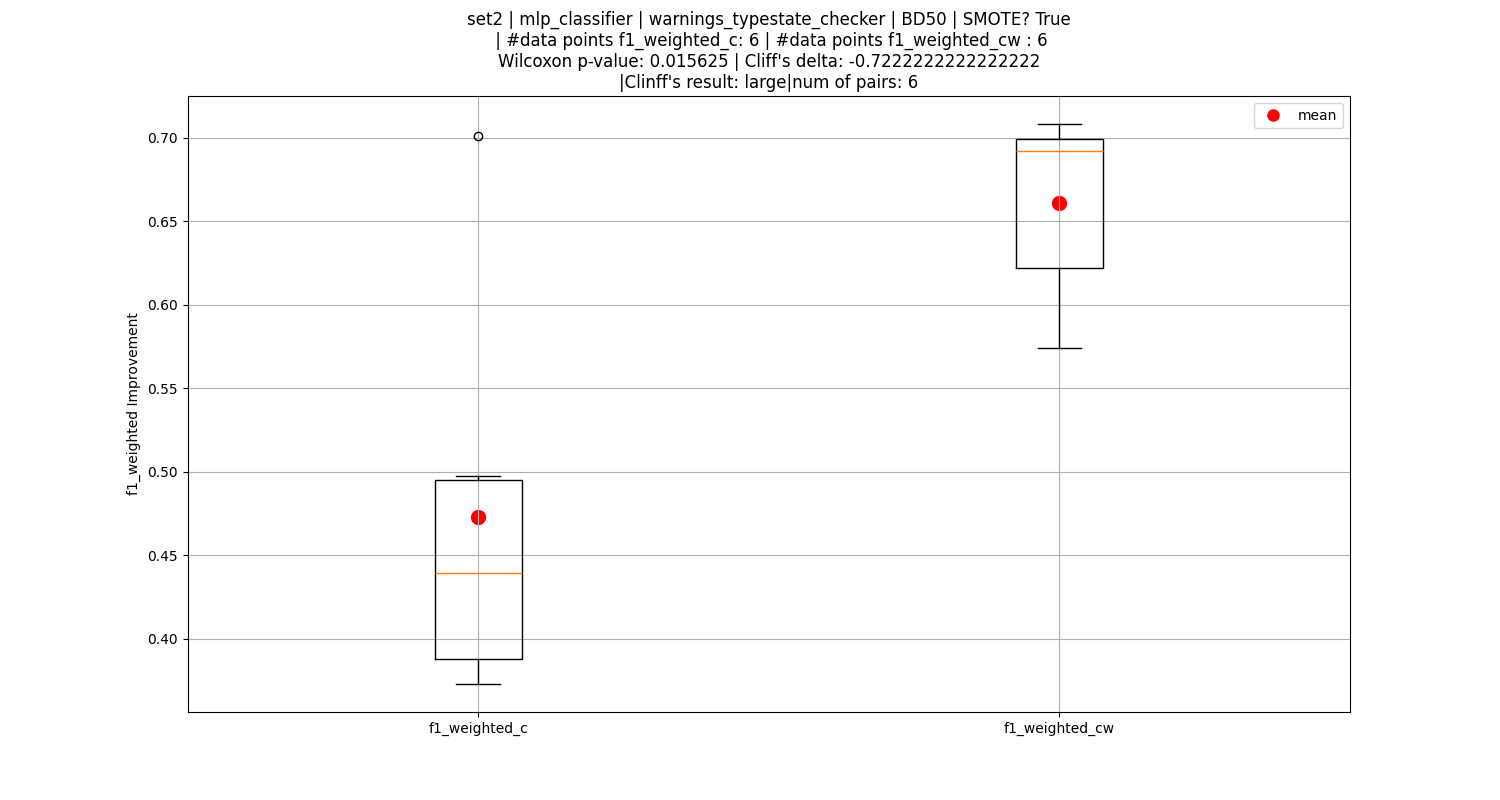 set2 | mlp_classifier | warnings_typestate_checker | BD50 | SMOTE? True
| #data points f1_weighted_c: 6 | #data points f1_weighted_cw : 6
Wilcoxon p-value: 0.015625 | Cliff's delta: -0.7222222222222222
|Clinff's result: large|num of pairs: 6
mean
0.70
0.65
0.60
0.55
0.50
0.45
0.40
f1_weighted Improvement
f1_weighted_c
f1_weighted_cw